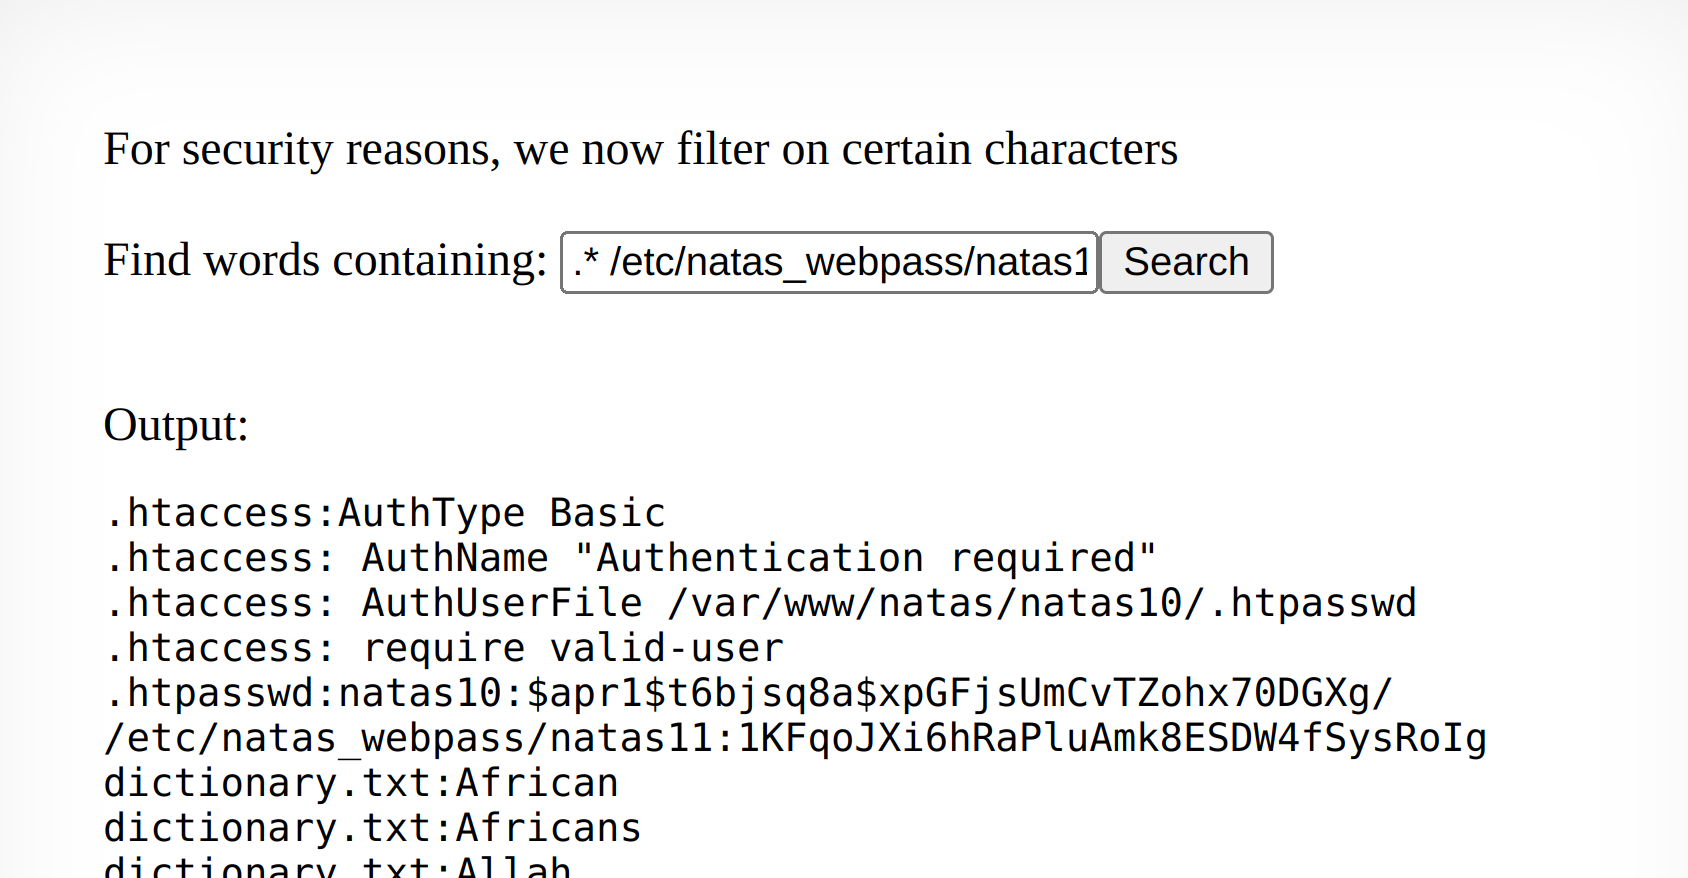 For security reasons, we now filter on certain characters
Find words containing: .* /etc/natas_webpass/natas1 Search
Output:
.htaccess:AuthType Basic
.htaccess: AuthName "Authentication required"
.htaccess: AuthUserFile /var/www/natas/natas10/.htpasswd
.htaccess: require valid-user
.htpasswd:natas10:$apr1$t6bjsq8a$xpGFjsUmCvTZohx70DGXg/
/etc/natas_webpass/natas11:1KFqoJXi6hRaPluAmk8ESDW4fSysRoIg
dictionary.txt:African
dictionary.txt:Africans
dictionary.txt:Allah